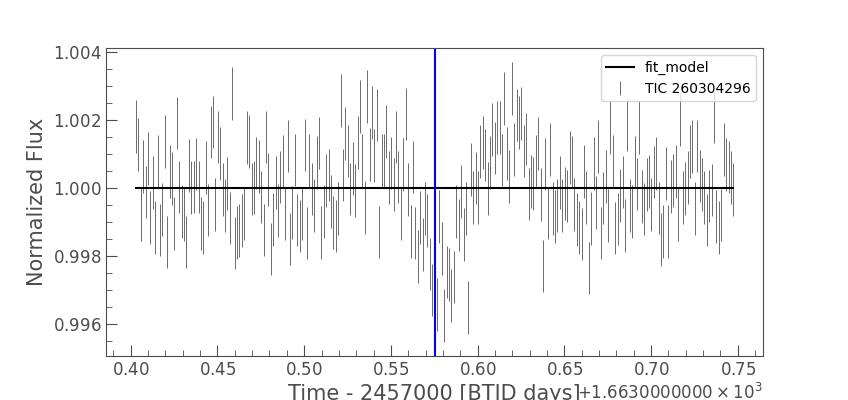 1.004
fit_model
TIC 260304296
1.002
1.000
0.998
0.996
Normalized Flux
0.40 0.45 0.50 0.55 0.60 0.65 0.70 0.75
Time - 2457000 [BTJD days]
+1.6630000000 × 10³